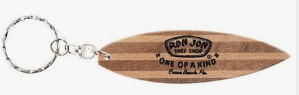 RON JON
SURF SHOP
"ONE OF A KIND"
Cocoa Beach, Fla.